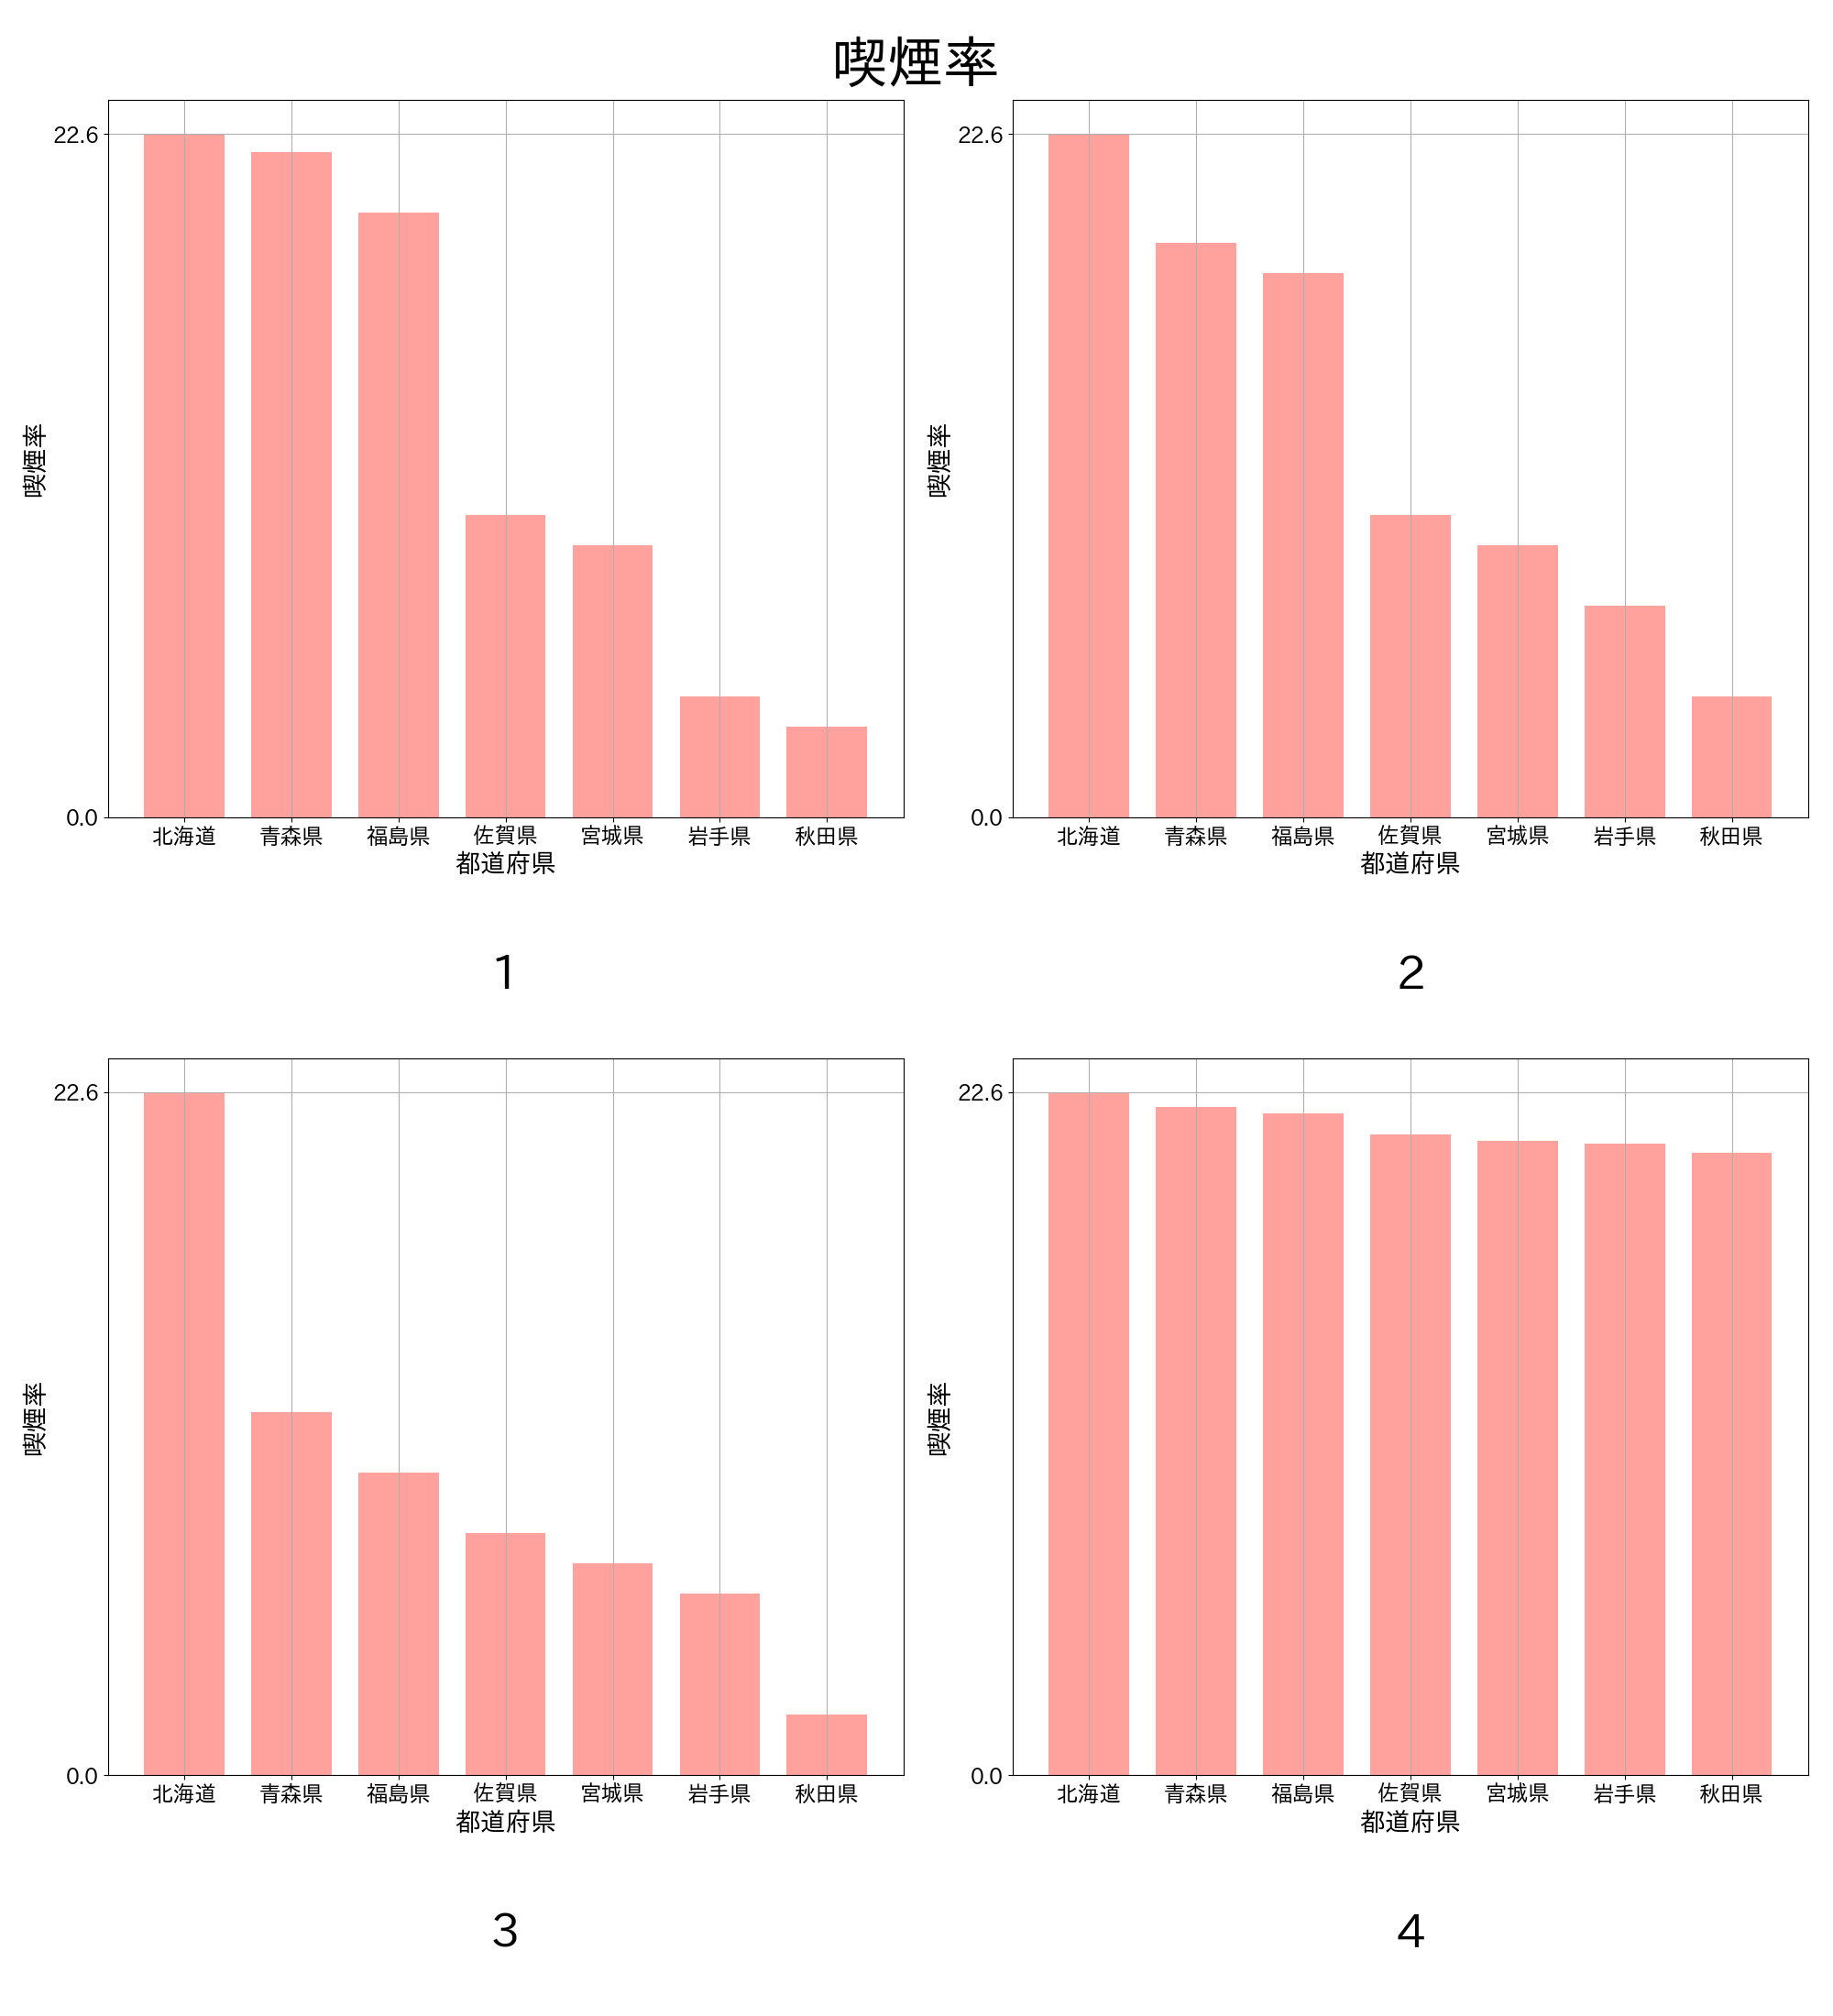 喫煙率
喫煙率
22.6
0.0
北海道 青森県 福島県 佐賀県 宮城県 岩手県 秋田県
都道府県
1
喫煙率
22.6
0.0
北海道 青森県 福島県 佐賀県 宮城県 岩手県 秋田県
都道府県
2
喫煙率
22.6
0.0
北海道 青森県 福島県 佐賀県 宮城県 岩手県 秋田県
都道府県
3
喫煙率
22.6
0.0
北海道 青森県 福島県 佐賀県 宮城県 岩手県 秋田県
都道府県
4